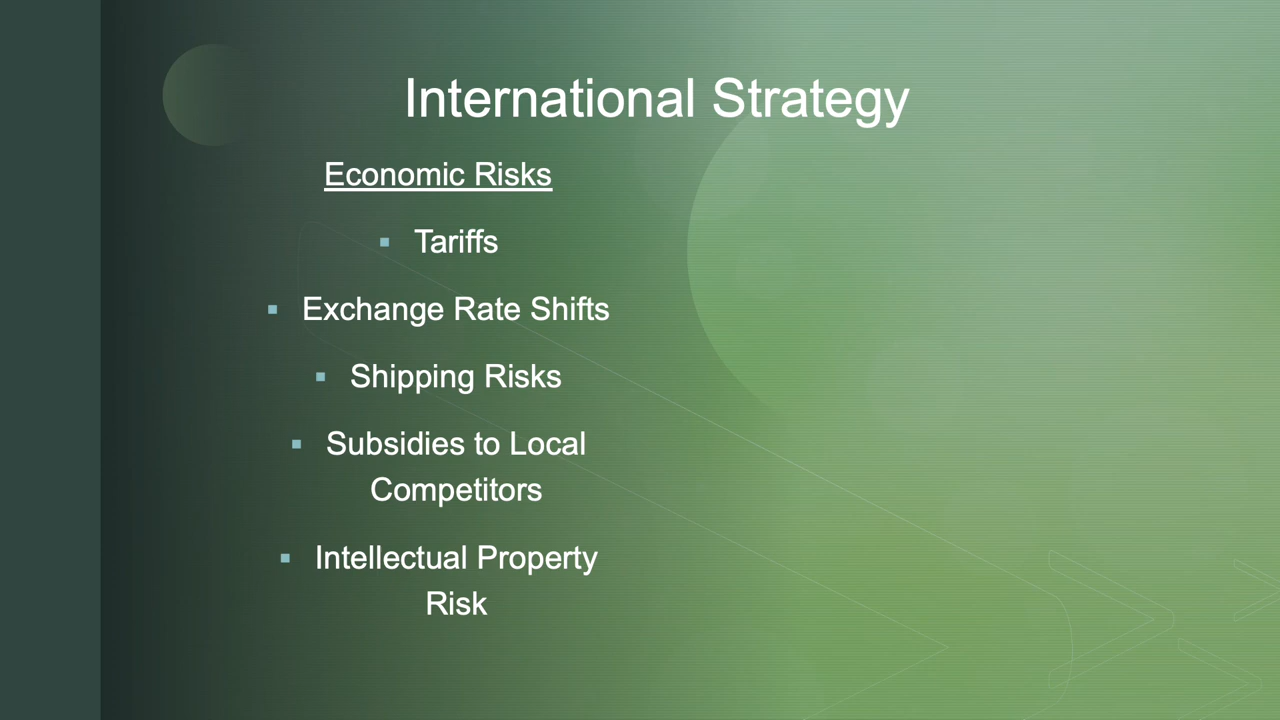 International Strategy
Economic Risks
▪ Tariffs
▪ Exchange Rate Shifts
▪ Shipping Risks
▪ Subsidies to Local
Competitors
▪ Intellectual Property
Risk